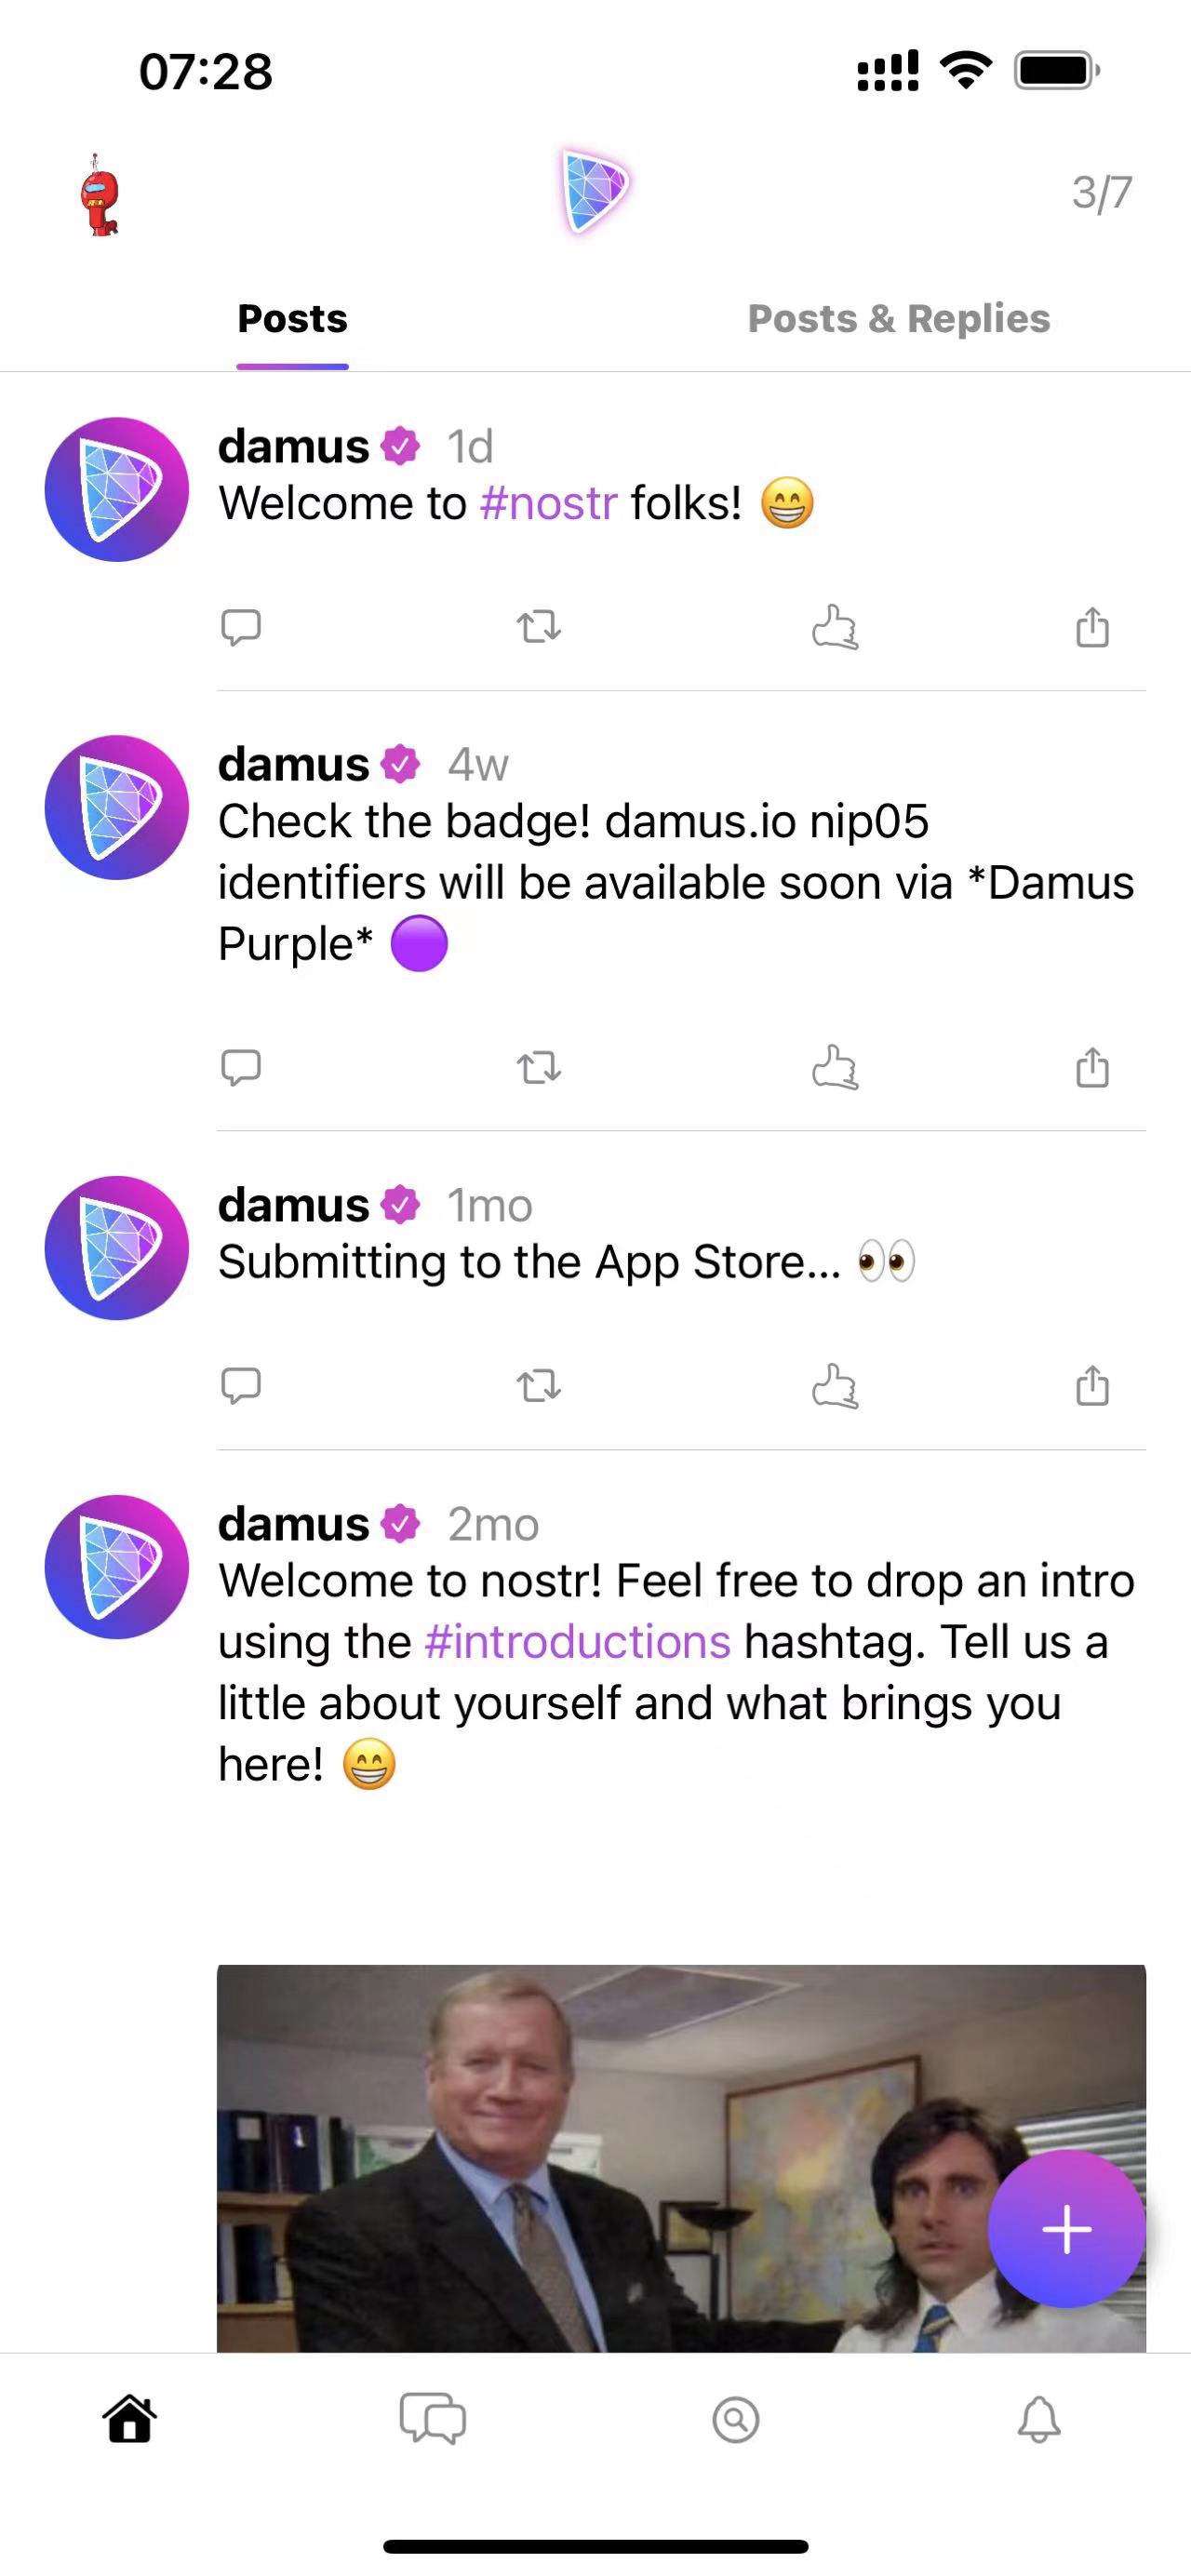 07:28
3/7
Posts
Posts & Replies
damus 1d
Welcome to #nostr folks! 😁
damus 4w
Check the badge! damus.io nip05
identifiers will be available soon via *Damus
Purple* 🟣
damus 1mo
Submitting to the App Store... 👀
damus 2mo
Welcome to nostr! Feel free to drop an intro
using the #introductions hashtag. Tell us a
little about yourself and what brings you
here! 😁